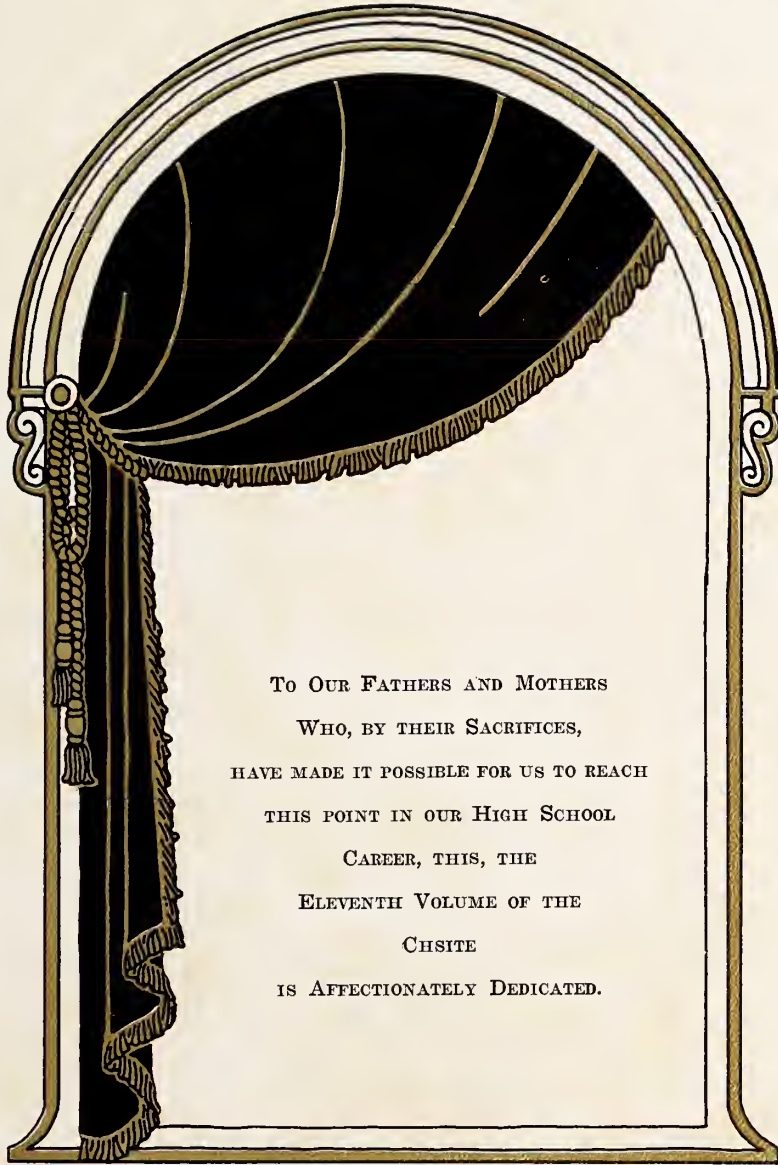 To Our Fathers and Mothers
Who, by their Sacrifices,
have made it possible for us to reach
this point in our High School
Career, this, the
Eleventh Volume of the
Chsite
is Affectionately Dedicated.